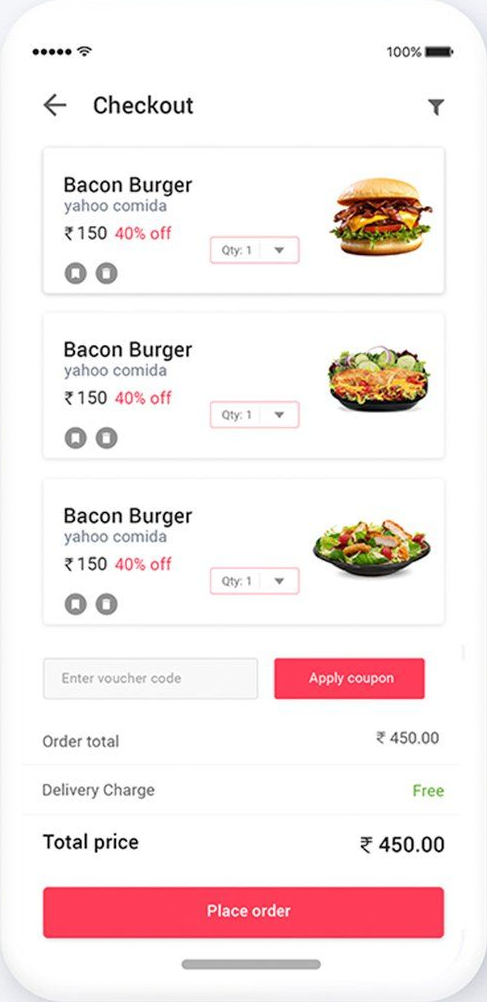 100%
Checkout
Bacon Burger
yahoo comida
₹150 40% off
Qty: 1
Bacon Burger
yahoo comida
₹150 40% off
Qty: 1
Bacon Burger
yahoo comida
₹150 40% off
Qty: 1
Enter voucher code Apply coupon
Order total ₹ 450.00
Delivery Charge Free
Total price ₹ 450.00
Place order